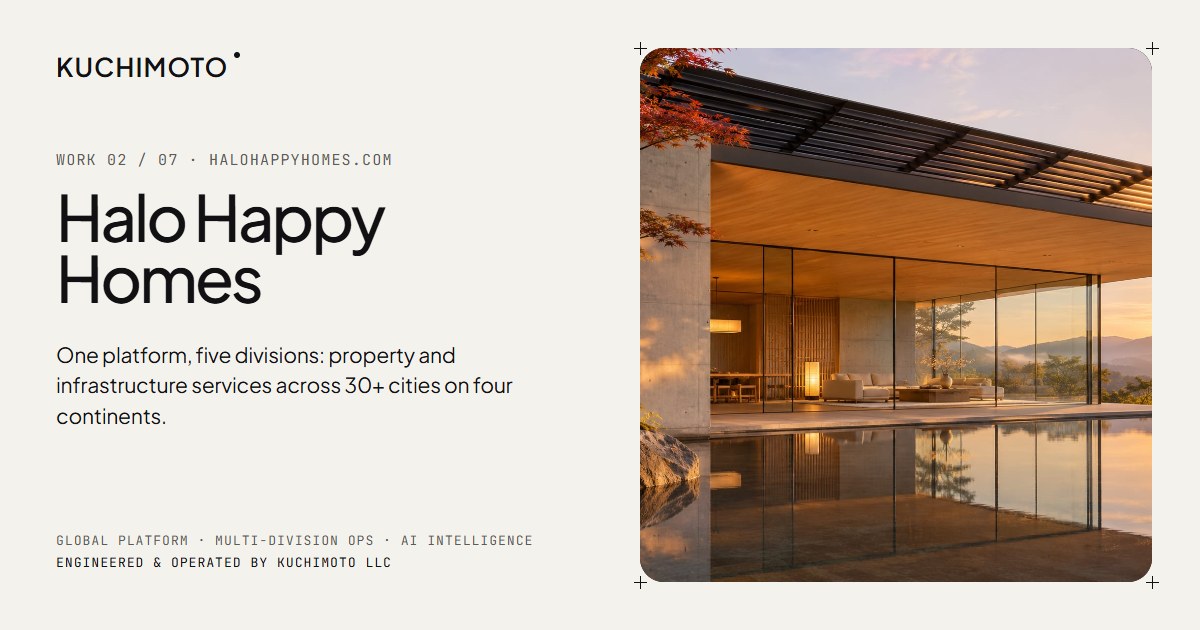 KUCHIMOTO
WORK 02 / 07 · HALOHAPPYHOMES.COM
Halo Happy
Homes
One platform, five divisions: property and
infrastructure services across 30+ cities on four
continents.
GLOBAL PLATFORM · MULTI-DIVISION OPS · AI INTELLIGENCE
ENGINEERED & OPERATED BY KUCHIMOTO LLC